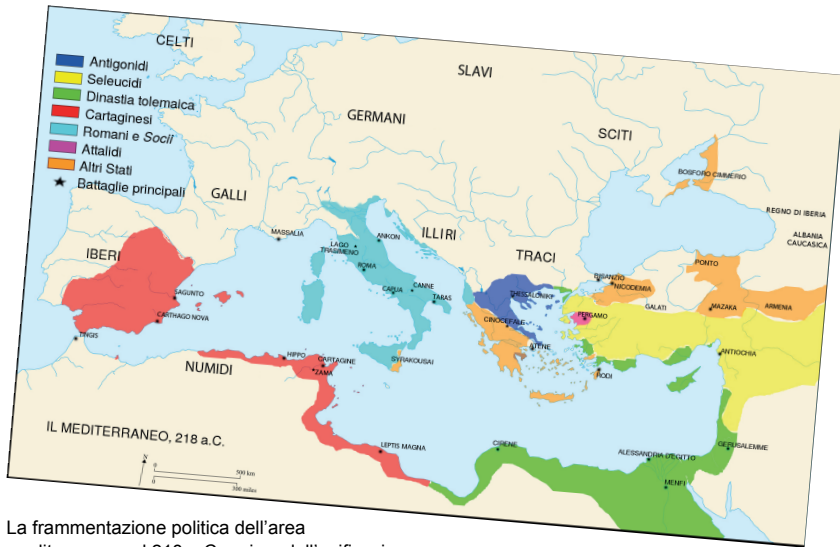 CELTI
SLAVI
Antigonidi
Seleucidi
Dinastia tolemaica
Cartaginesi
Romani e Socii
Attalidi
Altri Stati
Battaglie principali
GERMANI
SCITI
GALLI
BOSFORO CIMMERIO
REGNO DI IBERIA
ALBANIA
CAUCASICA
MASSALIA
ANKON
ILLIRI
LAGO
TRASIMENO
ROMA
TRACI
PONTO
IBERI
CAPUA
CANNE
TARAS
BISANZIO
NICODEMIA
THESSALONIKI
GALATI
MAZAKA
ARMENIA
SAGUNTO
CARTHAGO NOVA
PERGAMO
CINOCEFALE
ATENE
TINGIS
HIPPO
CARTAGINE
SYRAKOUSAI
ANTIOCHIA
ZAMA
RODI
NUMIDI
IL MEDITERRANEO, 218 a.C.
LEPTIS MAGNA
CIRENE
ALESSANDRIA D'EGITTO
GERUSALEMME
MENFI
N
0 500 km
0 300 miles
La frammentazione politica dell'area